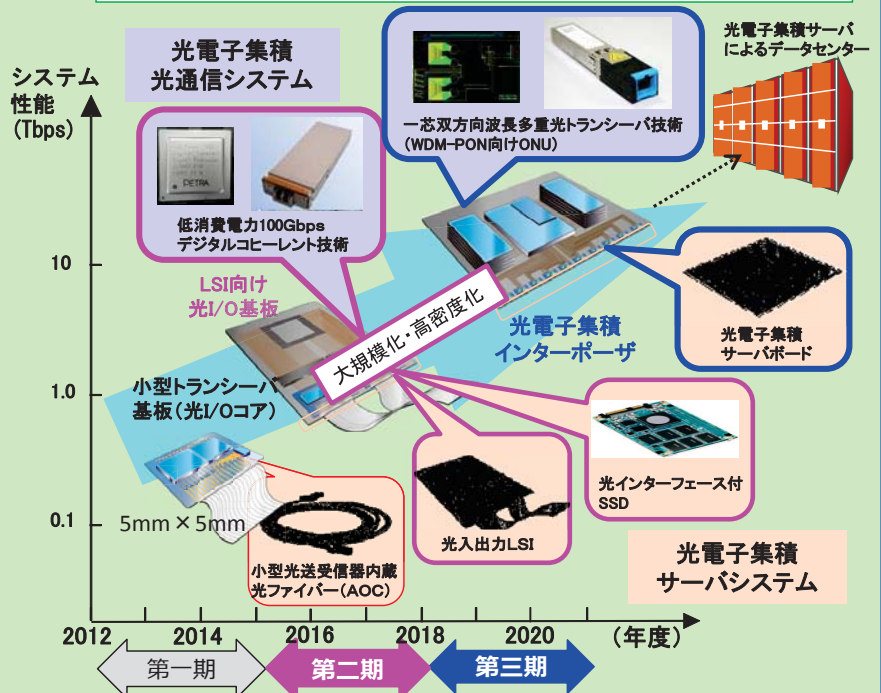 光電子集積
光通信システム
システム
性能
(Tbps)
光電子集積サーバ
によるデータセンター
一芯双方向波長多重光トランシーバ技術
(WDM-PON向けONU)
PETRA
低消費電力100Gbps
デジタルコヒーレント技術
10
LSI向け
光I/O基板
大規模化・高密度化
光電子集積
インターポーザ
光電子集積
サーバボード
1.0
小型トランシーバ
基板(光I/Oコア)
光インターフェース付
SSD
0.1
5mm×5mm
光入出力LSI
小型光送受信器内蔵
光ファイバー(AOC)
光電子集積
サーバシステム
2012
2014
2016
2018
2020
(年度)
第一期
第二期
第三期